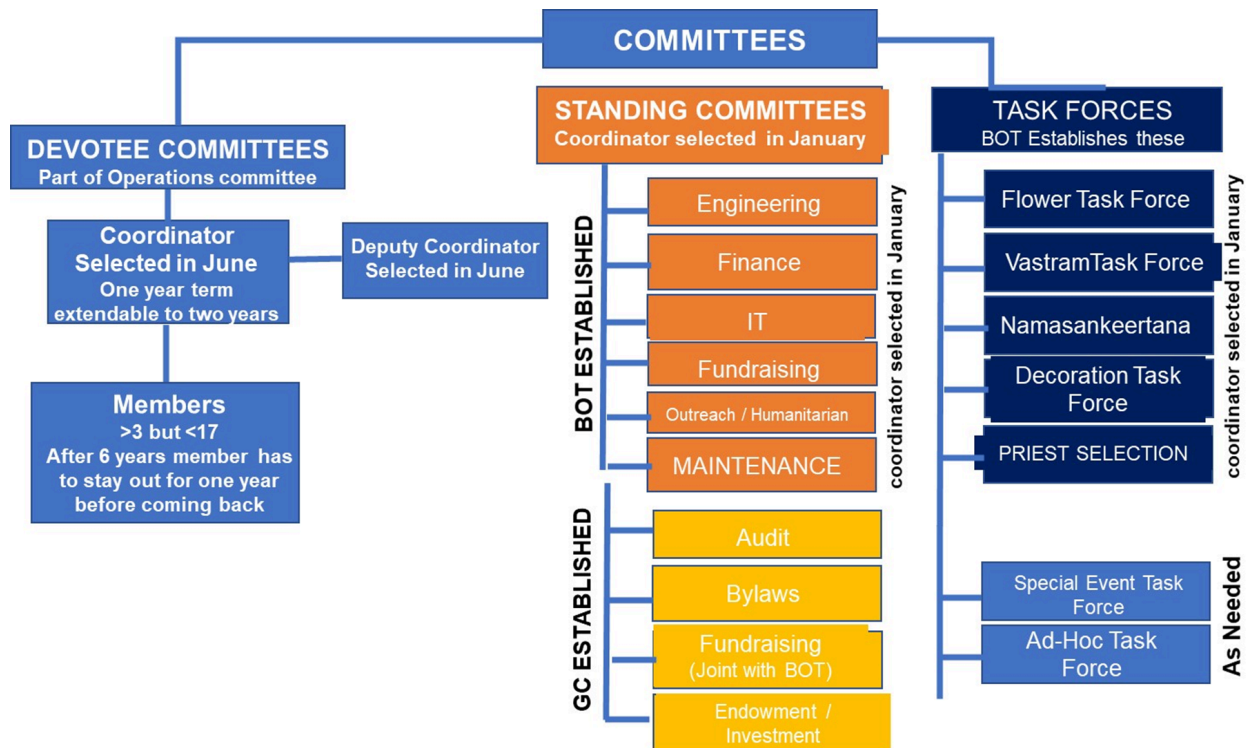 COMMITTEES
DEVOTEE COMMITTEES
Part of Operations committee
Coordinator
Selected in June
One year term
extendable to two years
Deputy Coordinator
Selected in June
Members
>3 but <17
After 6 years member has
to stay out for one year
before coming back
STANDING COMMITTEES
Coordinator selected in January
BOT ESTABLISHED
Engineering
Finance
IT
Fundraising
Outreach / Humanitarian
MAINTENANCE
coordinator selected in January
GC ESTABLISHED
Audit
Bylaws
Fundraising
(Joint with BOT)
Endowment /
Investment
TASK FORCES
BOT Establishes these
Flower Task Force
VastramTask Force
Namasankeertana
Decoration Task
Force
PRIEST SELECTION
coordinator selected in January
Special Event Task
Force
Ad-Hoc Task
Force
As Needed